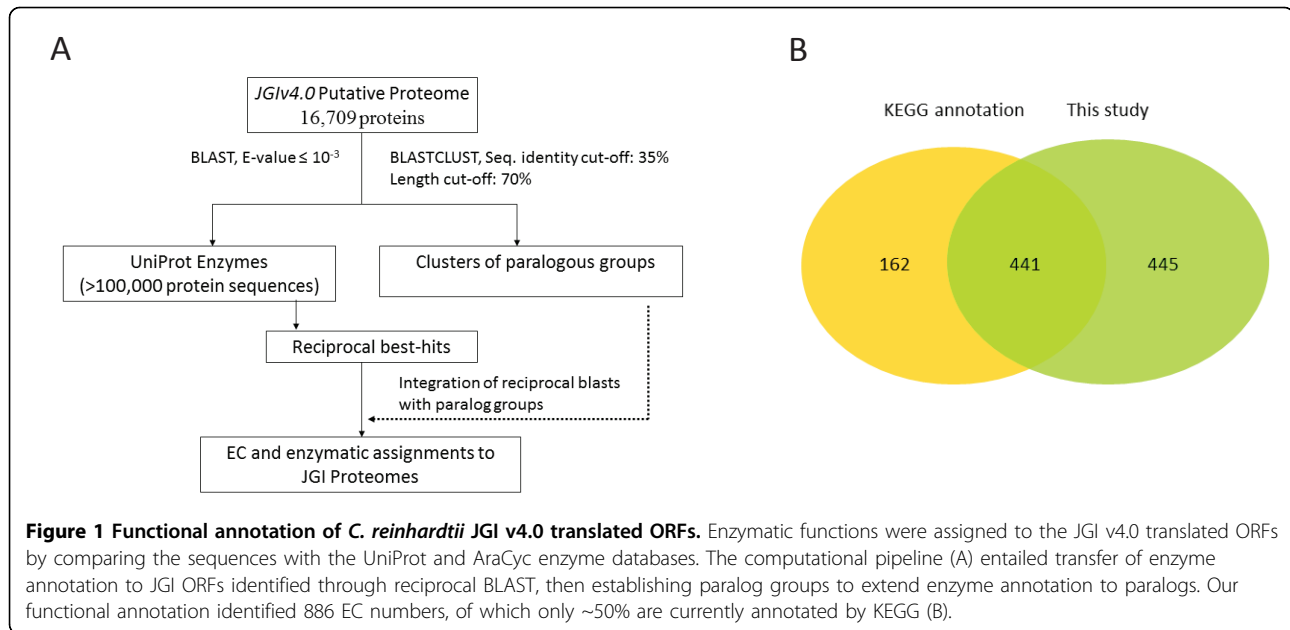 A
JGIv4.0 Putative Proteome
16,709 proteins
BLAST, E-value ≤ 10⁻³
BLASTCLUST, Seq. identity cut-off: 35%
Length cut-off: 70%
UniProt Enzymes
(>100,000 protein sequences)
Clusters of paralogous groups
Reciprocal best-hits
Integration of reciprocal blasts
with paralog groups
EC and enzymatic assignments to
JGI Proteomes
B
KEGG annotation
This study
162
441
445
Figure 1 Functional annotation of C. reinhardtii JGI v4.0 translated ORFs. Enzymatic functions were assigned to the JGI v4.0 translated ORFs
by comparing the sequences with the UniProt and AraCyc enzyme databases. The computational pipeline (A) entailed transfer of enzyme
annotation to JGI ORFs identified through reciprocal BLAST, then establishing paralog groups to extend enzyme annotation to paralogs. Our
functional annotation identified 886 EC numbers, of which only ~50% are currently annotated by KEGG (B).